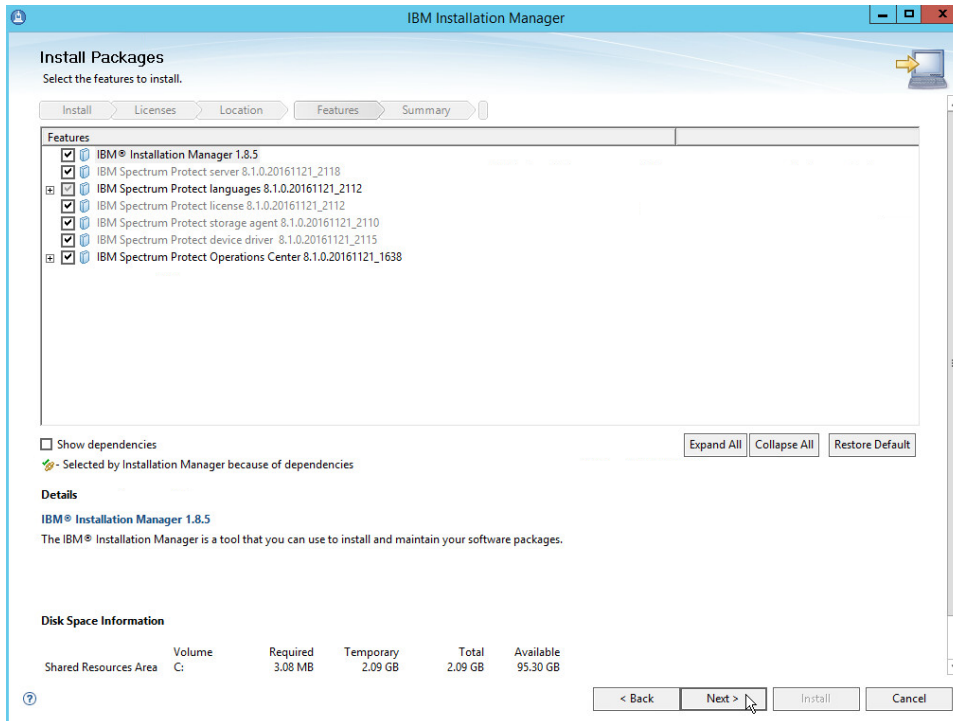 IBM Installation Manager
Install Packages
Select the features to install.
Install Licenses Location Features Summary
Features
IBM® Installation Manager 1.8.5
IBM Spectrum Protect server 8.1.0.20161121_2118
IBM Spectrum Protect languages 8.1.0.20161121_2112
IBM Spectrum Protect license 8.1.0.20161121_2112
IBM Spectrum Protect storage agent 8.1.0.20161121_2110
IBM Spectrum Protect device driver 8.1.0.20161121_2115
IBM Spectrum Protect Operations Center 8.1.0.20161121_1638
Show dependencies Expand All Collapse All Restore Default
- Selected by Installation Manager because of dependencies
Details
IBM® Installation Manager 1.8.5
The IBM® Installation Manager is a tool that you can use to install and maintain your software packages.
Disk Space Information
Volume Required Temporary Total Available
Shared Resources Area C: 3.08 MB 2.09 GB 2.09 GB 95.30 GB
? < Back Next > Install Cancel